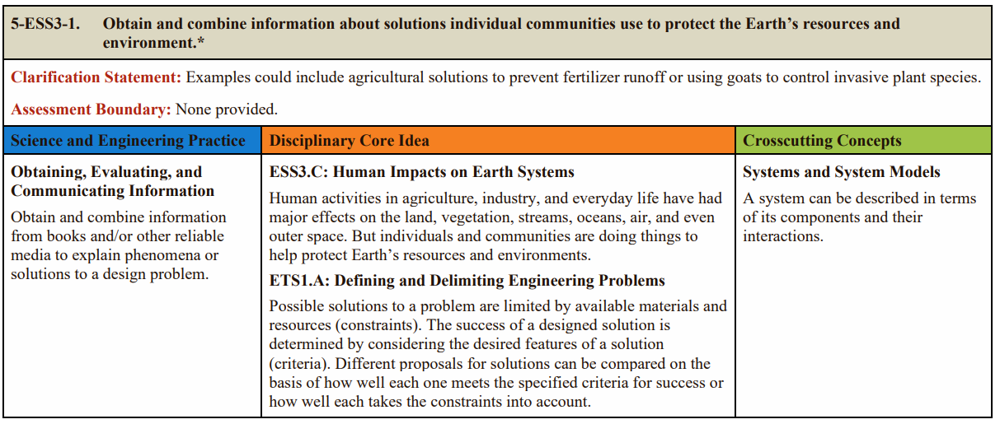 5-ESS3-1. Obtain and combine information about solutions individual communities use to protect the Earth's resources and
environment.*
Clarification Statement: Examples could include agricultural solutions to prevent fertilizer runoff or using goats to control invasive plant species.
Assessment Boundary: None provided.
Science and Engineering Practice
Obtaining, Evaluating, and
Communicating Information
Obtain and combine information
from books and/or other reliable
media to explain phenomena or
solutions to a design problem.
Disciplinary Core Idea
ESS3.C: Human Impacts on Earth Systems
Human activities in agriculture, industry, and everyday life have had
major effects on the land, vegetation, streams, oceans, air, and even
outer space. But individuals and communities are doing things to
help protect Earth's resources and environments.
ETS1.A: Defining and Delimiting Engineering Problems
Possible solutions to a problem are limited by available materials and
resources (constraints). The success of a designed solution is
determined by considering the desired features of a solution
(criteria). Different proposals for solutions can be compared on the
basis of how well each one meets the specified criteria for success or
how well each takes the constraints into account.
Crosscutting Concepts
Systems and System Models
A system can be described in terms
of its components and their
interactions.